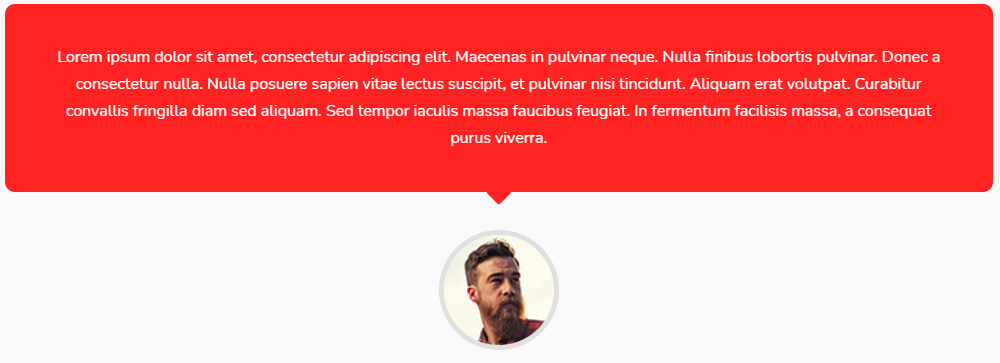 Lorem ipsum dolor sit amet, consectetur adipiscing elit. Maecenas in pulvinar neque. Nulla finibus lobortis pulvinar. Donec a
consectetur nulla. Nulla posuere sapien vitae lectus suscipit, et pulvinar nisi tincidunt. Aliquam erat volutpat. Curabitur
convallis fringilla diam sed aliquam. Sed tempor iaculis massa faucibus feugiat. In fermentum facilisis massa, a consequat
purus viverra.